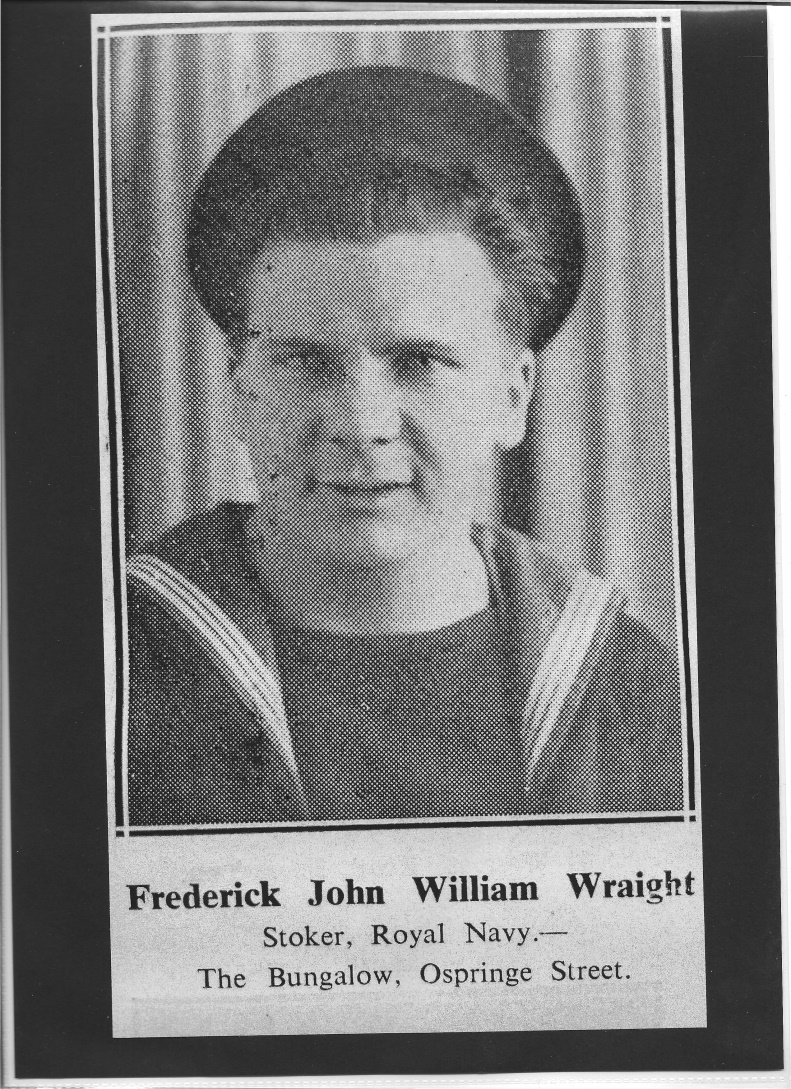 Frederick John William Wraight
Stoker, Royal Navy.—
The Bungalow, Ospringe Street.